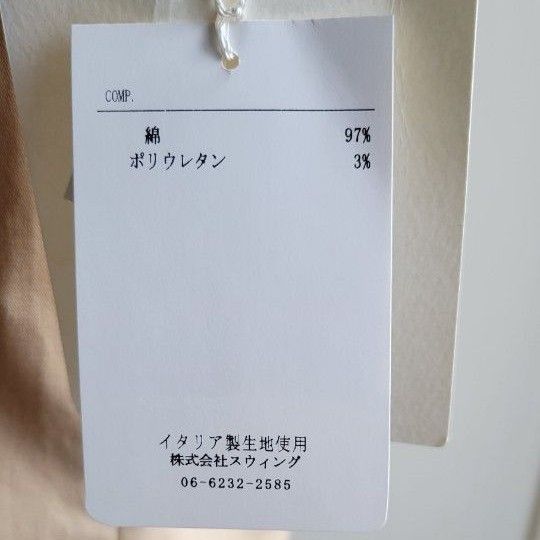 COMP.
綿 97%
ポリウレタン 3%
イタリア製生地使用
株式会社スウィング
06-6232-2585